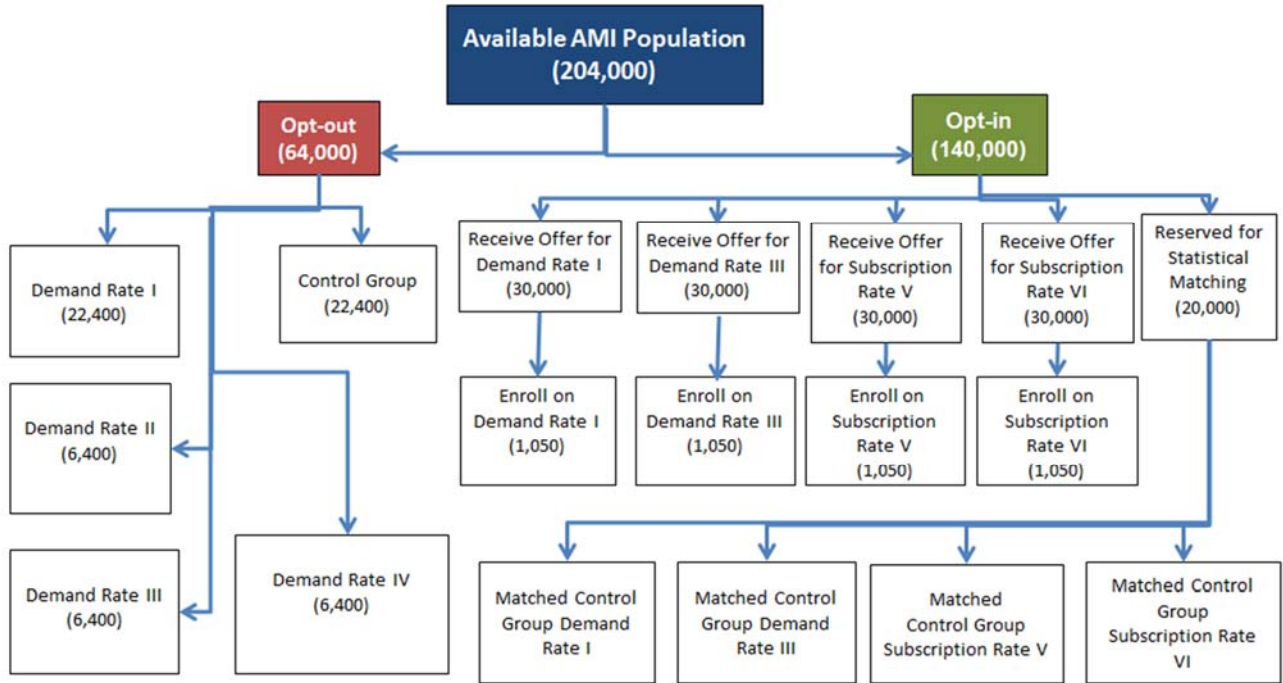 Available AMI Population
(204,000)
Opt-out
(64,000)
Opt-in
(140,000)
Demand Rate I
(22,400)
Control Group
(22,400)
Receive Offer for
Demand Rate I
(30,000)
Receive Offer for
Demand Rate III
(30,000)
Receive Offer
for Subscription
Rate V
(30,000)
Receive Offer
for Subscription
Rate VI
(30,000)
Reserved for
Statistical
Matching
(20,000)
Enroll on
Demand Rate I
(1,050)
Enroll on
Demand Rate III
(1,050)
Enroll on
Subscription
Rate V
(1,050)
Enroll on
Subscription
Rate VI
(1,050)
Demand Rate II
(6,400)
Demand Rate III
(6,400)
Demand Rate IV
(6,400)
Matched Control
Group Demand
Rate I
Matched Control
Group Demand
Rate III
Matched
Control Group
Subscription Rate V
Matched Control
Group
Subscription Rate
VI